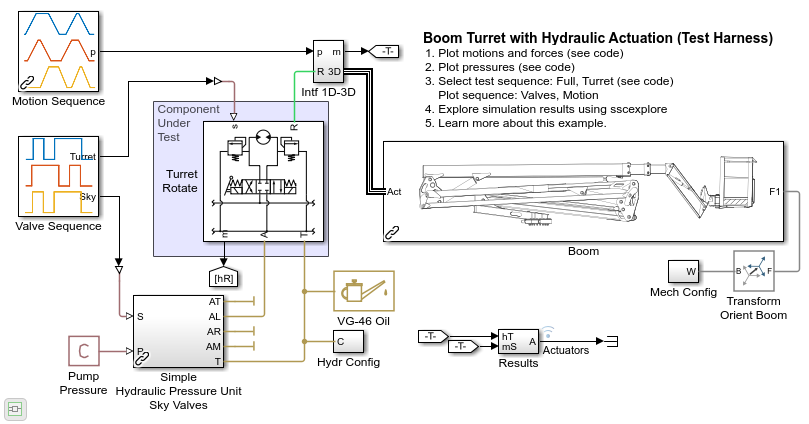 Boom Turret with Hydraulic Actuation (Test Harness)
1. Plot motions and forces (see code)
2. Plot pressures (see code)
3. Select test sequence: Full, Turret (see code)
Plot sequence: Valves, Motion
4. Explore simulation results using sscexplore
5. Learn more about this example.
p
Motion Sequence
p m
R 3D
-T-
Intf 1D-3D
Component
Under
Test
s
R
Turret
Rotate
m
A
T
Turret
Sky
Valve Sequence
Act
F1
Boom
[hR]
W
Mech Config
B
F
Transform
Orient Boom
S
P
AT
AL
AR
AM
T
Simple
Hydraulic Pressure Unit
Sky Valves
C
Pump
Pressure
VG-46 Oil
C
Hydr Config
-T-
-T-
hT
mS
A
Actuators
Results